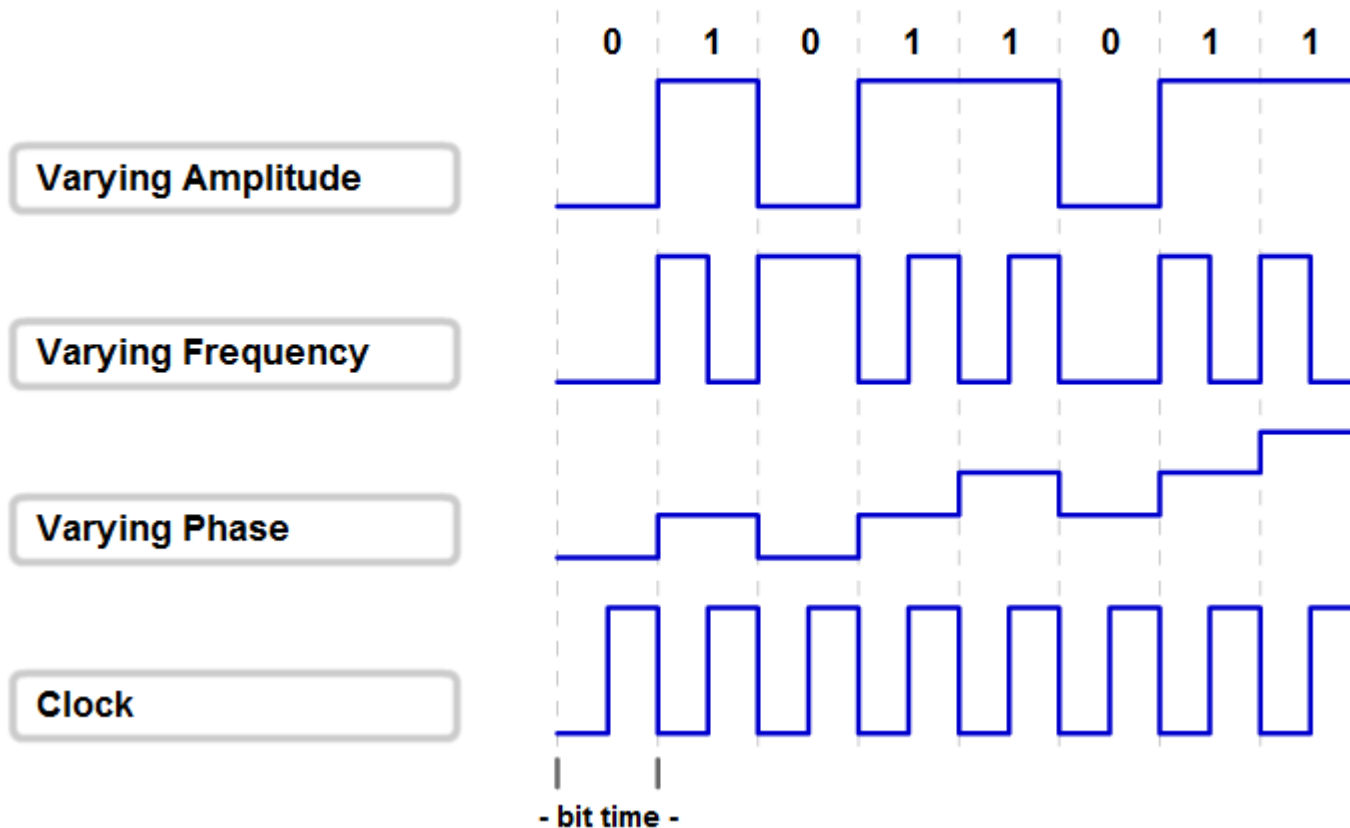 0 1 0 1 1 0 1 1
Varying Amplitude
Varying Frequency
Varying Phase
Clock
- bit time -